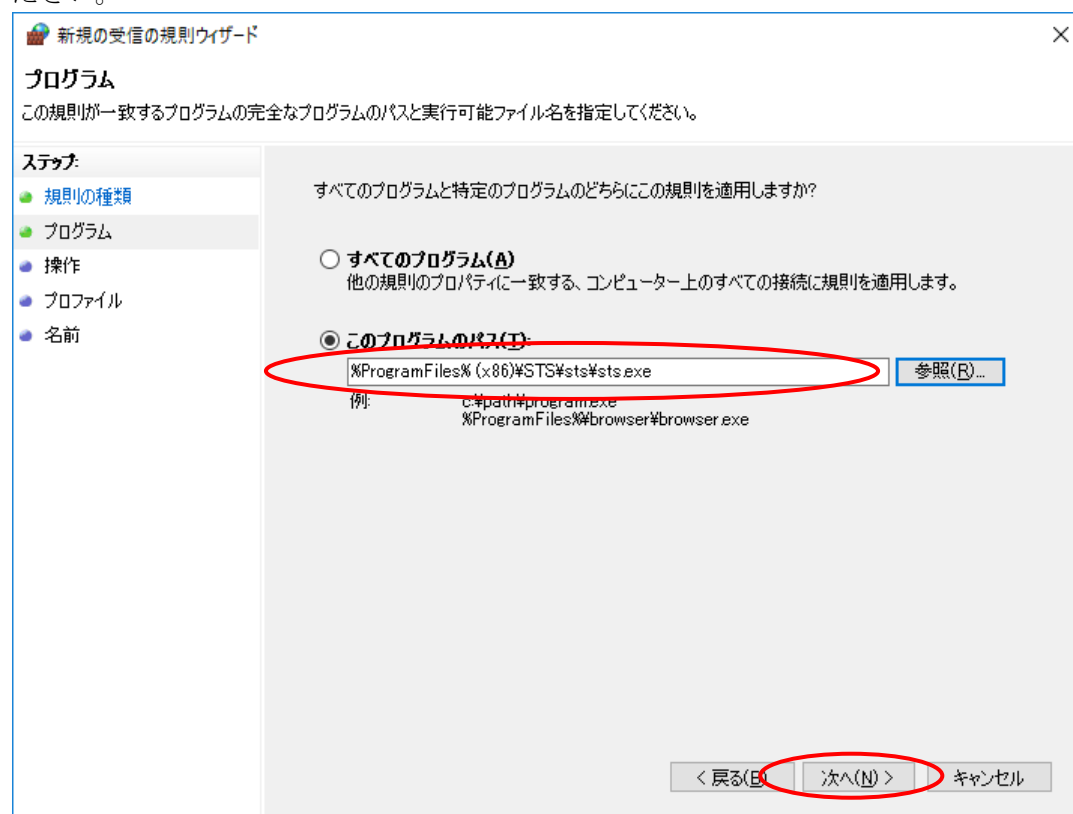 ださい。
新規の受信の規則ウィザード
プログラム
この規則が一致するプログラムの完全なプログラムのパスと実行可能ファイル名を指定してください。
ステップ:
規則の種類
プログラム
操作
プロファイル
名前
すべてのプログラムと特定のプログラムのどちらにこの規則を適用しますか?
すべてのプログラム(A)
他の規則のプロパティに一致する、コンピューター上のすべての接続に規則を適用します。
このプログラムのパス(T):
%ProgramFiles% (x86)¥STS¥sts¥sts.exe
参照(R)...
例: c:¥path¥program.exe
%ProgramFiles%¥browser¥browser.exe
< 戻る(B)
次へ(N) >
キャンセル